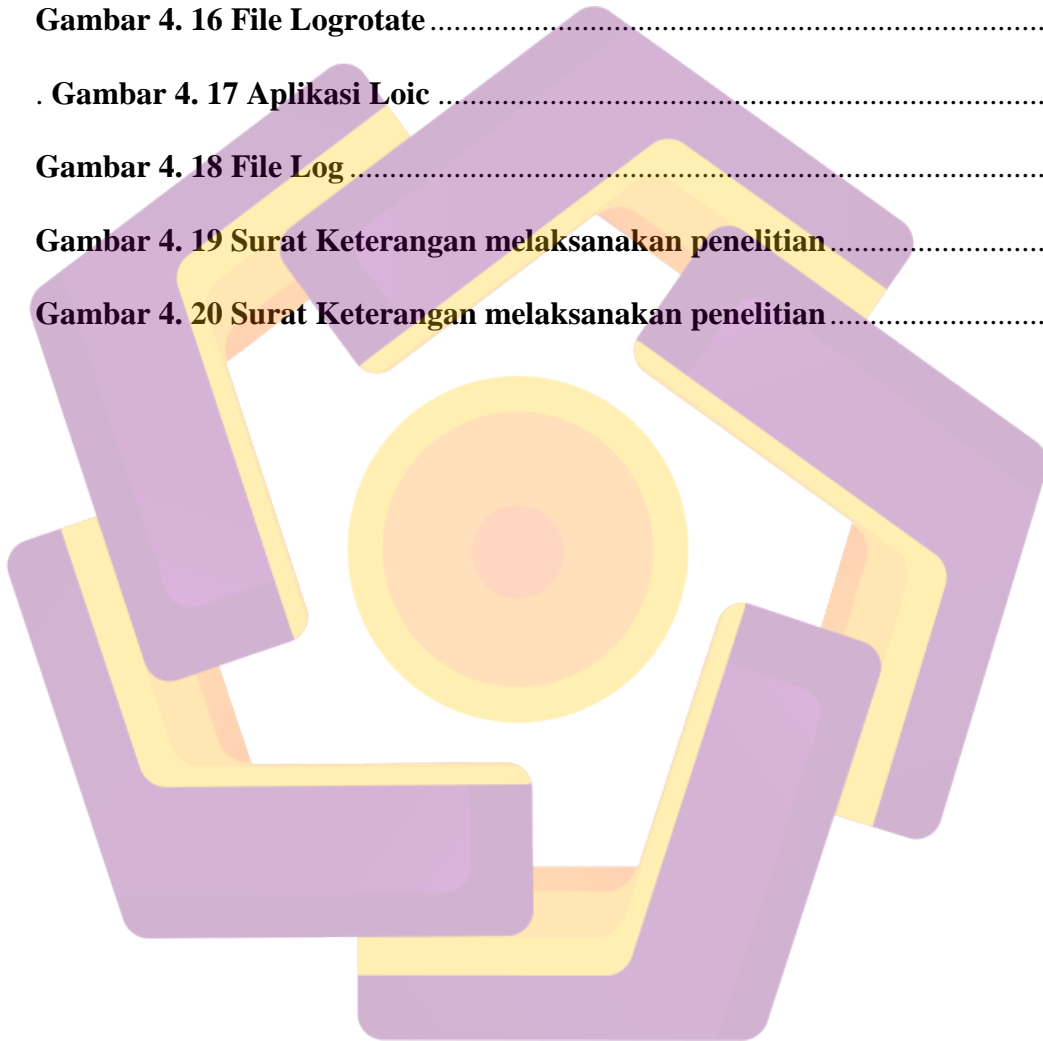 Gambar 4. 16 File Logrotate ....................................................................................
. Gambar 4. 17 Aplikasi Loic ...................................................................................
Gambar 4. 18 File Log ..............................................................................................
Gambar 4. 19 Surat Keterangan melaksanakan penelitian ..............................
Gambar 4. 20 Surat Keterangan melaksanakan penelitian ..............................